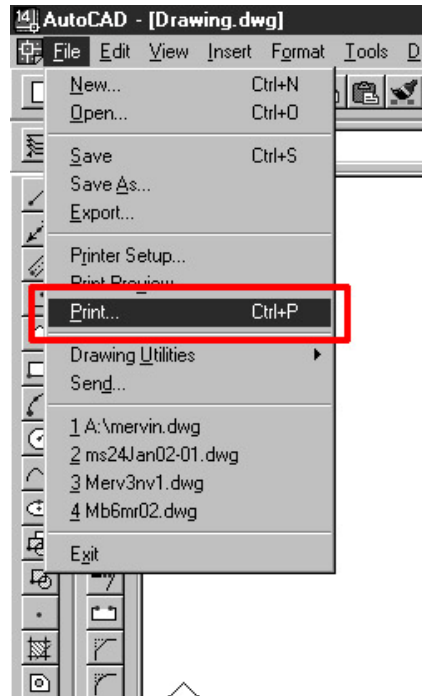 AutoCAD - [Drawing.dwg]
File Edit View Insert Format Tools D
New... Ctrl+N
Open... Ctrl+O
Save Ctrl+S
Save As...
Export...
Printer Setup...
Print Preview
Print... Ctrl+P
Drawing Utilities
Send...
1 A:\mervin.dwg
2 ms24Jan02-01.dwg
3 Merv3nv1.dwg
4 Mb6mr02.dwg
Exit